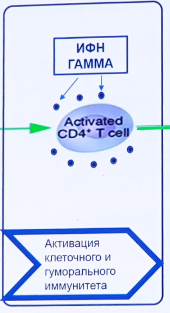 ИФН
ГАММА
Activated
CD4⁺ T cell
Активация
клеточного и
гуморального
иммунитета